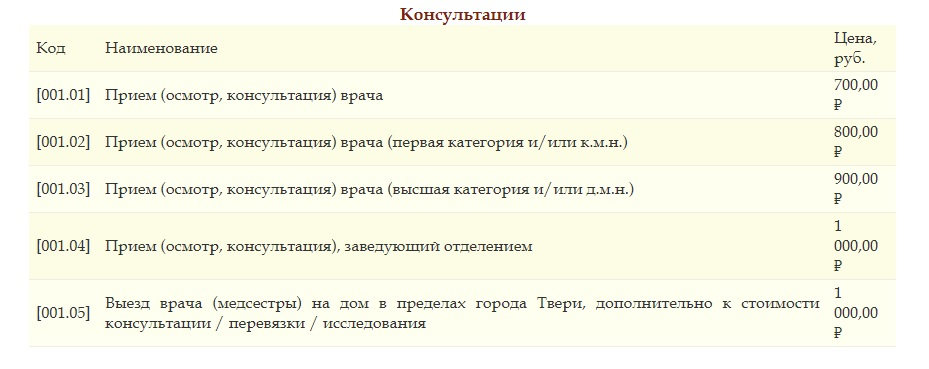 Консультации
Код Наименование Цена,
руб.
[001.01] Прием (осмотр, консультация) врача 700,00
₽
[001.02] Прием (осмотр, консультация) врача (первая категория и/или к.м.н.) 800,00
₽
[001.03] Прием (осмотр, консультация) врача (высшая категория и/или д.м.н.) 900,00
₽
[001.04] Прием (осмотр, консультация), заведующий отделением 1
000,00
₽
[001.05] Выезд врача (медсестры) на дом в пределах города Твери, дополнительно к стоимости
консультации / перевязки / исследования 1
000,00
₽